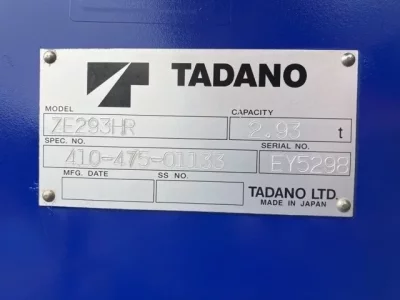 TADANO
MODEL CAPACITY
ZE293HR 2.93 t
SPEC. NO. SERIAL NO.
410-475-01133 EY5298
MFG. DATE SS NO.
TADANO LTD.
MADE IN JAPAN